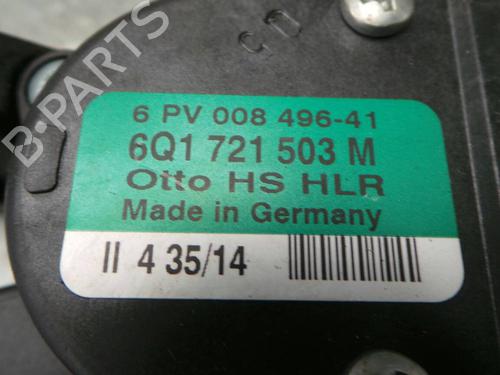 B-PARTS
6 PV 008 496-41
6Q1 721 503 M
Otto HS HLR
Made in Germany
II 4 35/14